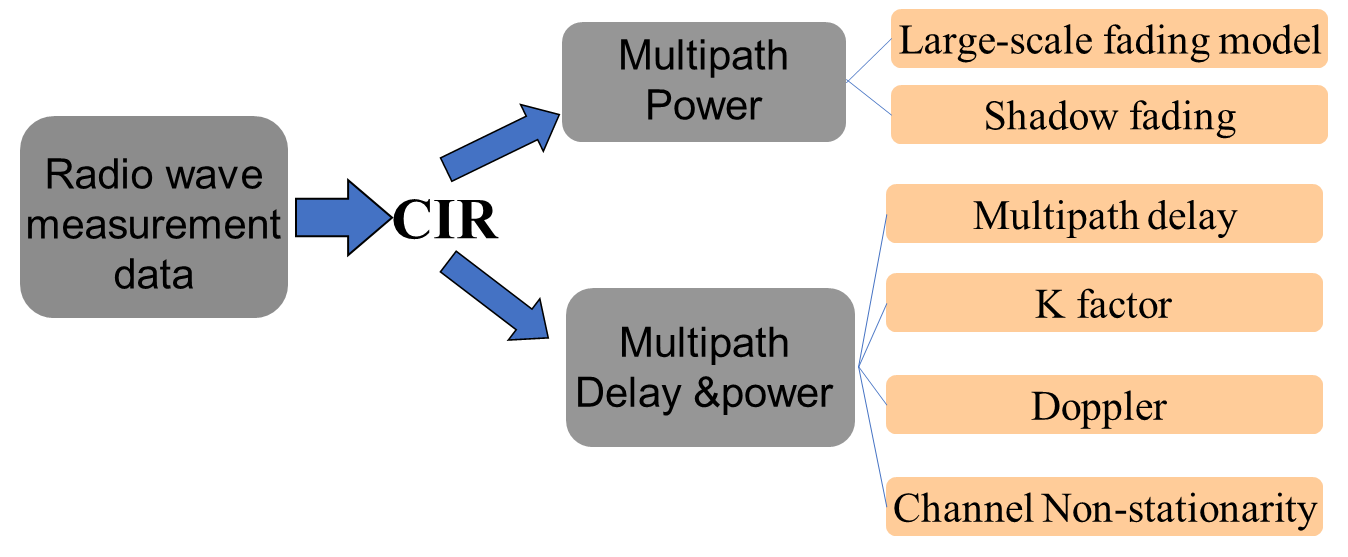 Radio wave
measurement
data
CIR
Multipath
Power
Large-scale fading model
Shadow fading
Multipath
Delay &power
Multipath delay
K factor
Doppler
Channel Non-stationarity